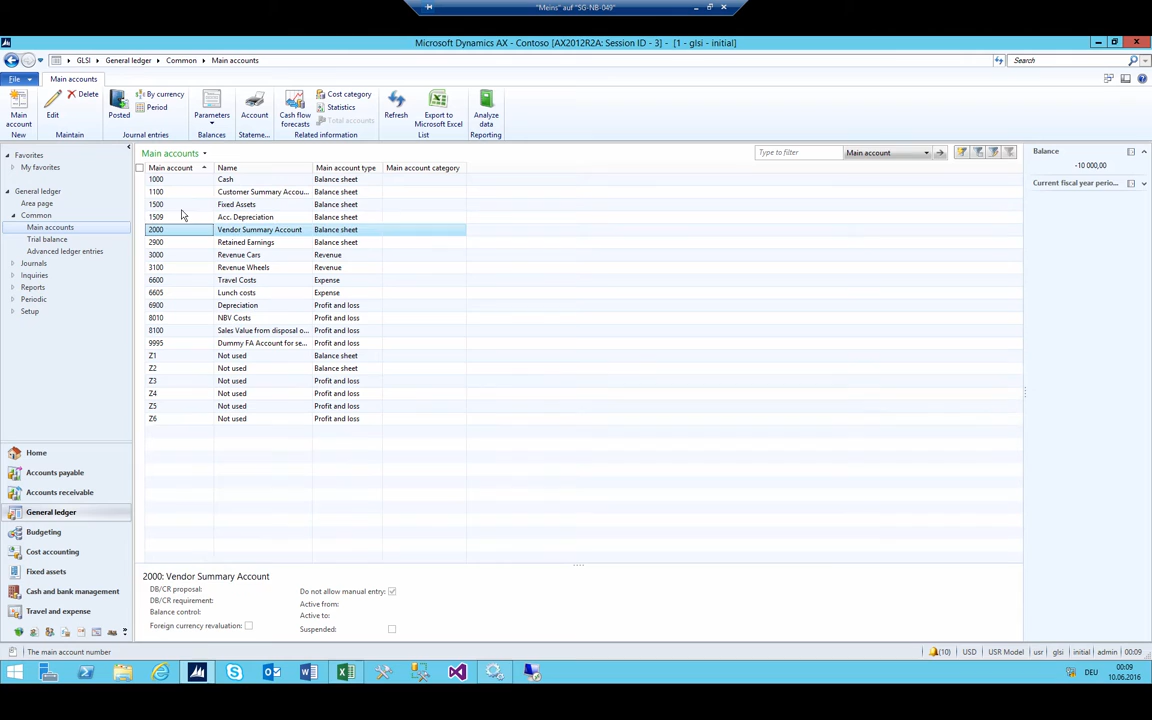 "Meins" auf "SG-NB-049"
Microsoft Dynamics AX - Contoso [AX2012R2A: Session ID - 3] - [1 - glsi - initial]
GLSI General ledger Common Main accounts Search
File Main accounts
Main account Edit Delete Posted By currency Period Parameters Account Cash flow forecasts Cost category Statistics Total accounts Refresh Export to Microsoft Excel Analyze data
New Maintain Journal entries Balances Stateme... Related information List Reporting
Favorites
My favorites
General ledger
Area page
Common
Main accounts
Trial balance
Advanced ledger entries
Journals
Inquiries
Reports
Periodic
Setup
Home
Accounts payable
Accounts receivable
General ledger
Budgeting
Cost accounting
Fixed assets
Cash and bank management
Travel and expense
Main accounts Type to filter Main account
Main account Name Main account type Main account category
1000 Cash Balance sheet
1100 Customer Summary Accou... Balance sheet
1500 Fixed Assets Balance sheet
1509 Acc. Depreciation Balance sheet
2000 Vendor Summary Account Balance sheet
2900 Retained Earnings Balance sheet
3000 Revenue Cars Revenue
3100 Revenue Wheels Revenue
6600 Travel Costs Expense
6605 Lunch costs Expense
6900 Depreciation Profit and loss
8010 NBV Costs Profit and loss
8100 Sales Value from disposal o... Profit and loss
9995 Dummy FA Account for se... Profit and loss
Z1 Not used Balance sheet
Z2 Not used Balance sheet
Z3 Not used Profit and loss
Z4 Not used Profit and loss
Z5 Not used Profit and loss
Z6 Not used Profit and loss
Balance
-10 000,00
Current fiscal year perio...
2000: Vendor Summary Account
DB/CR proposal:
DB/CR requirement:
Balance control:
Foreign currency revaluation:
Do not allow manual entry:
Active from:
Active to:
Suspended:
The main account number (10) USD USR Model usr glsi initial admin 00:09
DEU 00:09
10.06.2016